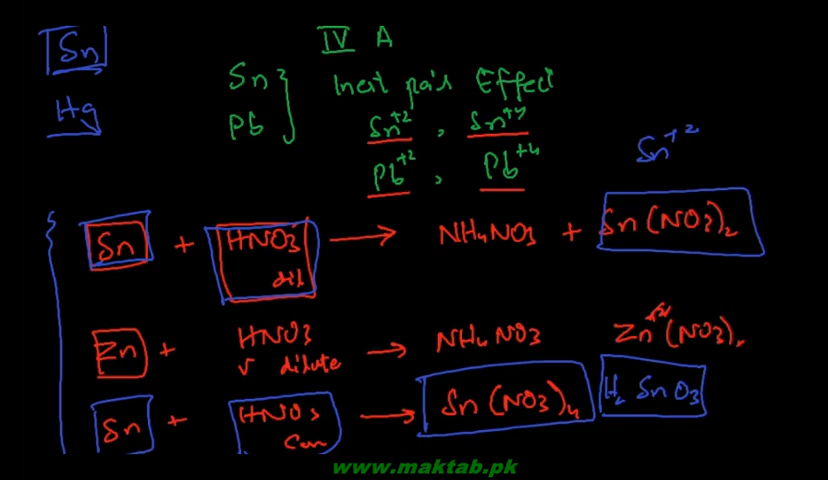 IV A
Sn
Sn Inert pair Effect
Hg
Pb Sn+2 , Sn+4
Pb+2 , Pb+4
Sn+2
Sn + HNO3 dil → NH4NO3 + Sn(NO3)2
Zn + HNO3 v dilute → NH4NO3 Zn (NO3)2
Sn + HNO3 Con → Sn(NO3)4 H2SnO3
www.maktab.pk